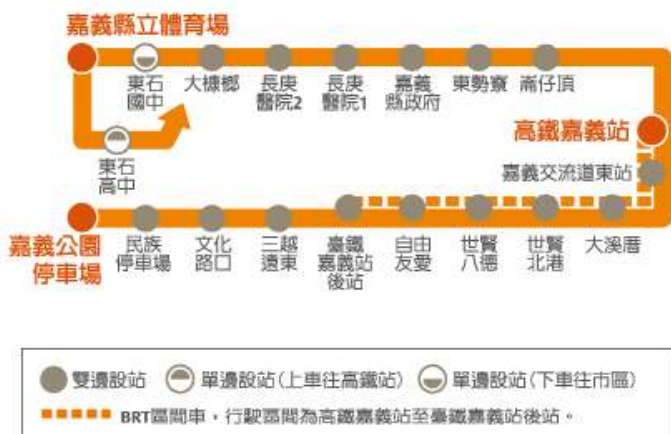 嘉義縣立體育場
東石國中
大槺榔
長庚醫院2
長庚醫院1
嘉義縣政府
東勢寮
崙仔頂
東石高中
高鐵嘉義站
嘉義交流道東站
嘉義公園停車場
民族停車場
文化路口
三越遠東
臺鐵嘉義站後站
自由友愛
世賢八德
世賢北港
大溪厝
雙邊設站
單邊設站(上車往高鐵站)
單邊設站(下車往市區)
BRT區間車，行駛區間為高鐵嘉義站至臺鐵嘉義站後站。